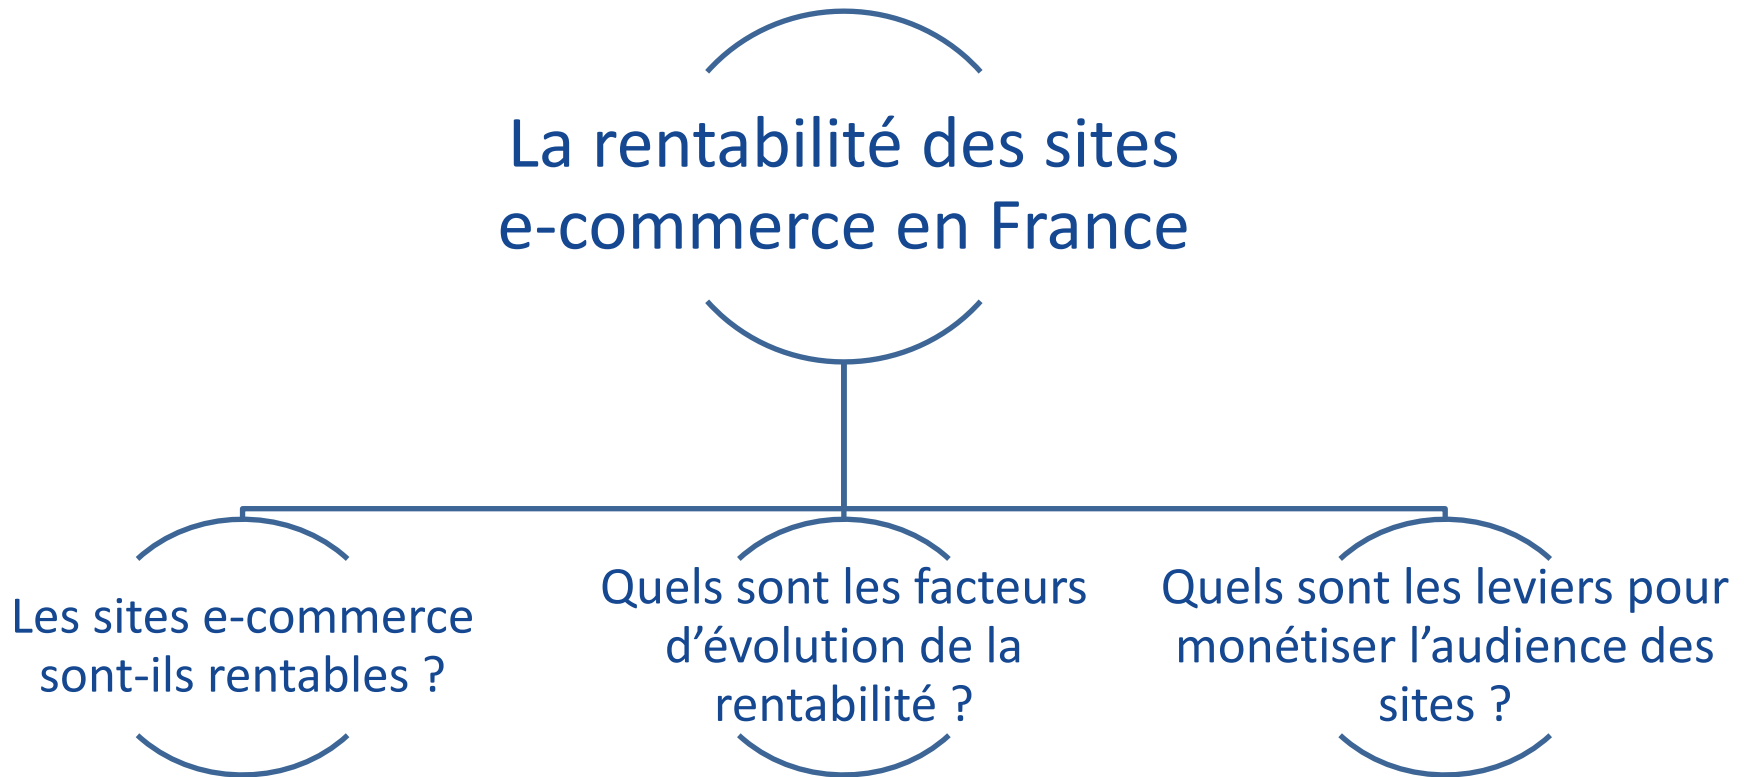 La rentabilité des sites
e-commerce en France
Les sites e-commerce
sont-ils rentables ?
Quels sont les facteurs
d’évolution de la
rentabilité ?
Quels sont les leviers pour
monétiser l’audience des
sites ?